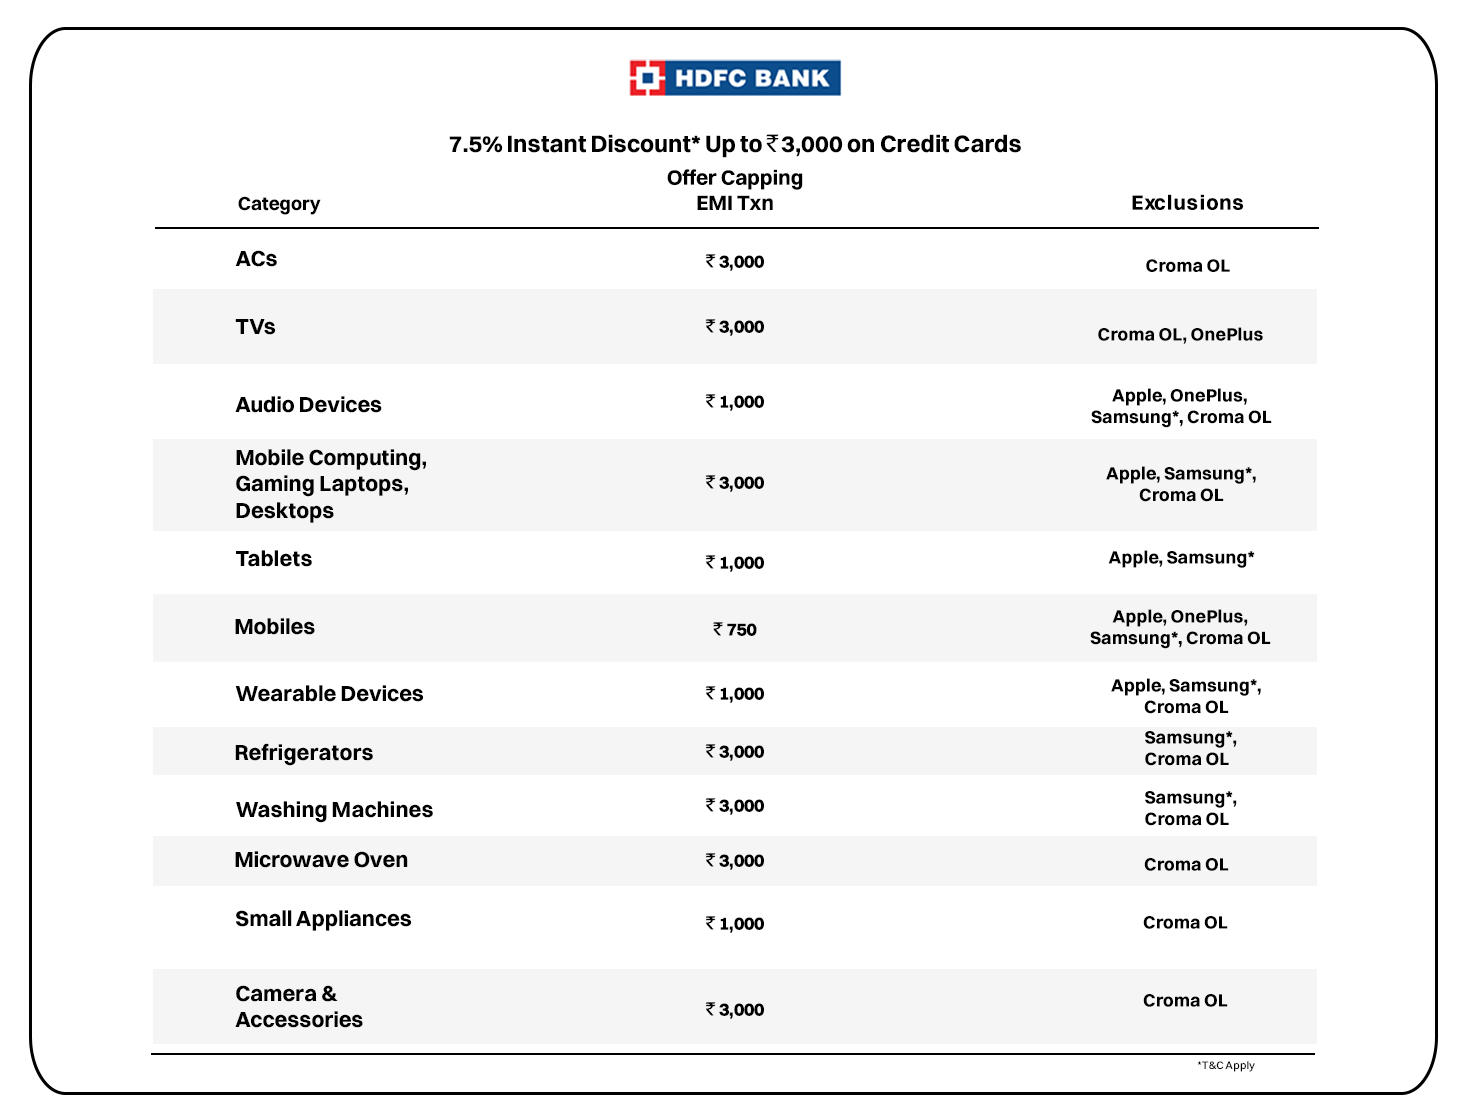 HDFC BANK
7.5% Instant Discount* Up to ₹3,000 on Credit Cards
Category
Offer Capping
EMI Txn
Exclusions
ACs
₹3,000
Croma OL
TVs
₹3,000
Croma OL, OnePlus
Audio Devices
₹1,000
Apple, OnePlus,
Samsung*, Croma OL
Mobile Computing,
Gaming Laptops,
Desktops
₹3,000
Apple, Samsung*,
Croma OL
Tablets
₹1,000
Apple, Samsung*
Mobiles
₹750
Apple, OnePlus,
Samsung*, Croma OL
Wearable Devices
₹1,000
Apple, Samsung*,
Croma OL
Refrigerators
₹3,000
Samsung*,
Croma OL
Washing Machines
₹3,000
Samsung*,
Croma OL
Microwave Oven
₹3,000
Croma OL
Small Appliances
₹1,000
Croma OL
Camera &
Accessories
₹3,000
Croma OL
*T&C Apply